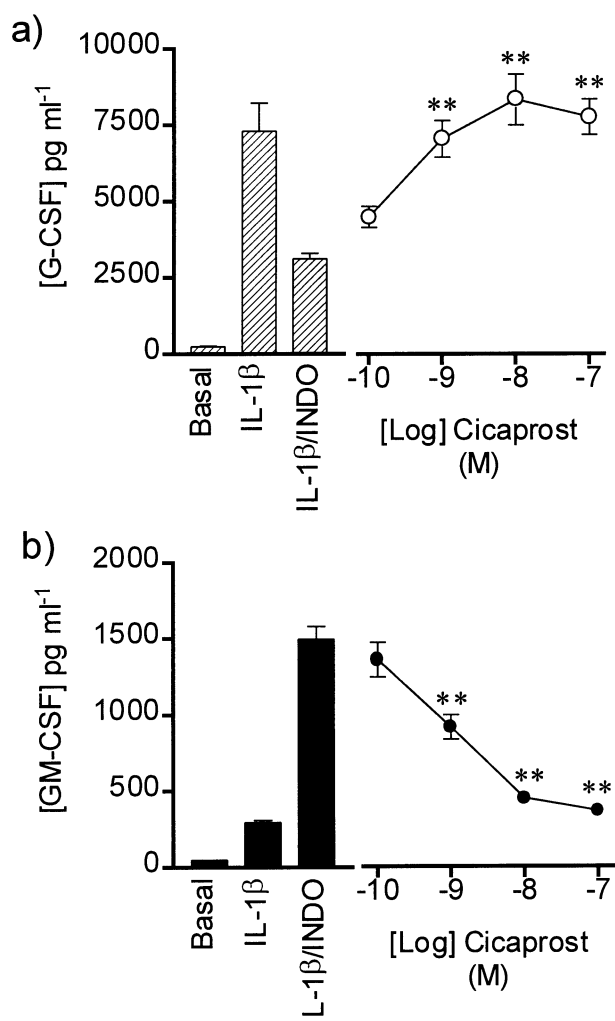 a)
[G-CSF] pg ml⁻¹
10000
7500
5000
2500
0
Basal
IL-1β
IL-1β/INDO
**
**
**
-10
-9
-8
-7
[Log] Cicaprost
(M)
b)
[GM-CSF] pg ml⁻¹
2000
1500
1000
500
0
Basal
IL-1β
L-1β/INDO
**
**
**
-10
-9
-8
-7
[Log] Cicaprost
(M)